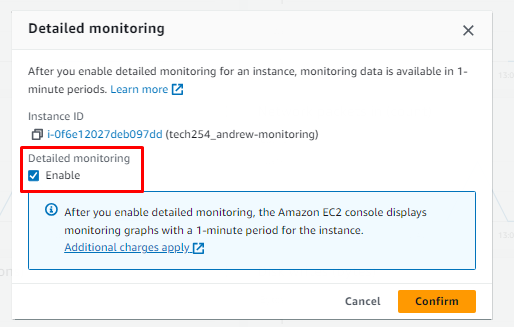 Detailed monitoring
After you enable detailed monitoring for an instance, monitoring data is available in 1-
minute periods. Learn more
Instance ID
i-0f6e12027deb097dd (tech254_andrew-monitoring)
Detailed monitoring
Enable
After you enable detailed monitoring, the Amazon EC2 console displays
monitoring graphs with a 1-minute period for the instance.
Additional charges apply
Cancel
Confirm